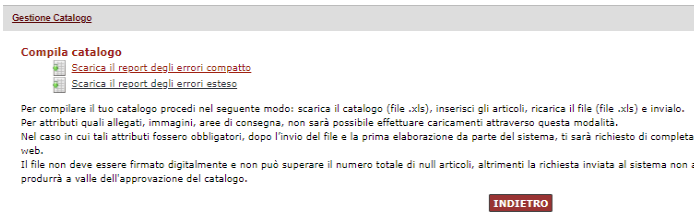 Gestione Catalogo
Compila catalogo
Scarica il report degli errori compatto
Scarica il report degli errori esteso
Per compilare il tuo catalogo procedi nel seguente modo: scarica il catalogo (file .xls), inserisci gli articoli, ricarica il file (file .xls) e invialo.
Per attributi quali allegati, immagini, aree di consegna, non sarà possibile effettuare caricamenti attraverso questa modalità.
Nel caso in cui tali attributi fossero obbligatori, dopo l'invio del file e la prima elaborazione da parte del sistema, ti sarà richiesto di completa
web.
Il file non deve essere firmato digitalmente e non può superare il numero totale di null articoli, altrimenti la richiesta inviata al sistema non a
produrrà a valle dell'approvazione del catalogo.
INDIETRO